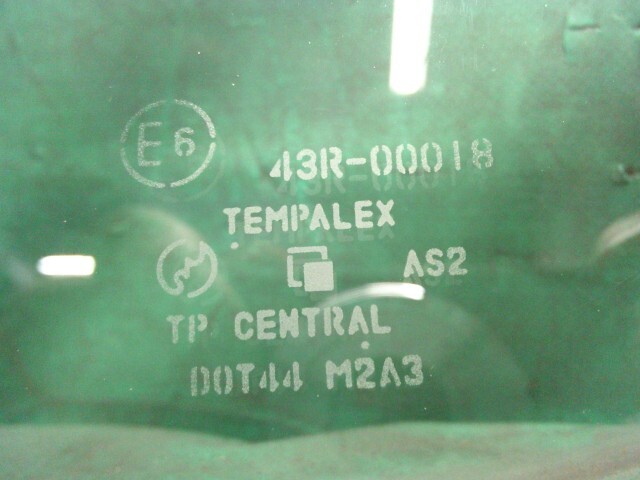 E6 43R-00018
TEMPALEX
AS2
TP. CENTRAL
DOT44 M2A3